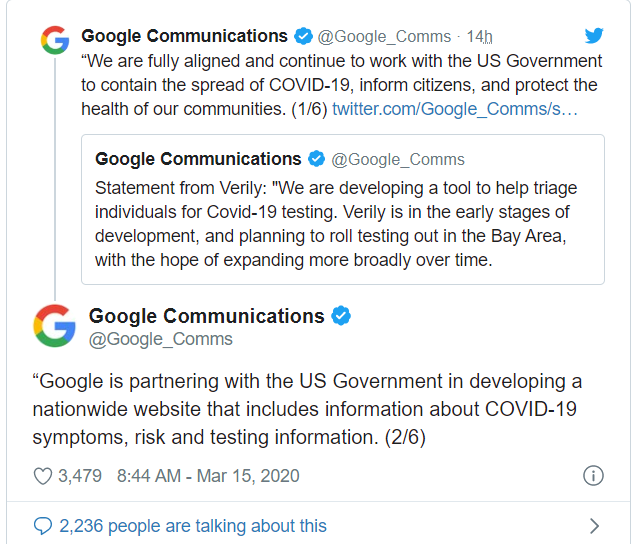 Google Communications @Google_Comms · 14h
“We are fully aligned and continue to work with the US Government
to contain the spread of COVID-19, inform citizens, and protect the
health of our communities. (1/6) twitter.com/Google_Comms/s…
Google Communications @Google_Comms
Statement from Verily: "We are developing a tool to help triage
individuals for Covid-19 testing. Verily is in the early stages of
development, and planning to roll testing out in the Bay Area,
with the hope of expanding more broadly over time.
Google Communications
@Google_Comms
“Google is partnering with the US Government in developing a
nationwide website that includes information about COVID-19
symptoms, risk and testing information. (2/6)
3,479 8:44 AM - Mar 15, 2020
2,236 people are talking about this